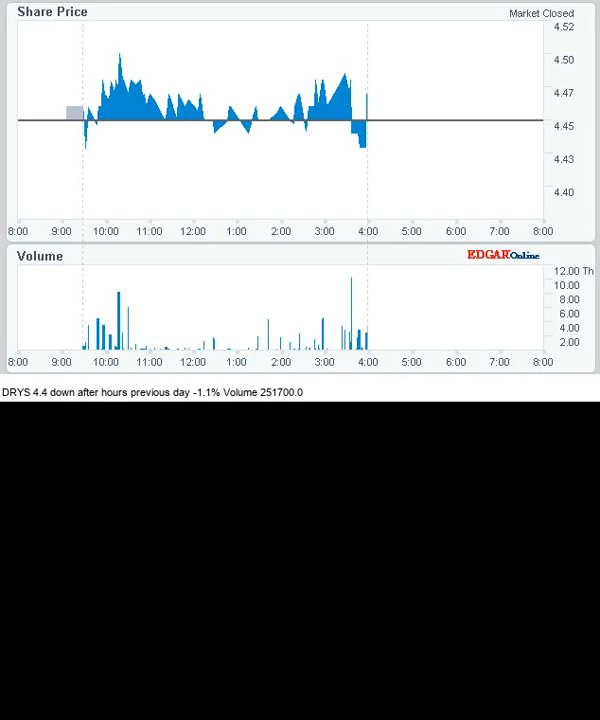 Share Price Market Closed
4.52
4.50
4.47
4.45
4.43
4.40
8:00 9:00 10:00 11:00 12:00 1:00 2:00 3:00 4:00 5:00 6:00 7:00 8:00
Volume EDGAR Online
12.00 Th
10.00
8.00
6.00
4.00
2.00
8:00 9:00 10:00 11:00 12:00 1:00 2:00 3:00 4:00 5:00 6:00 7:00 8:00
DRYS 4.4 down after hours previous day -1.1% Volume 251700.0